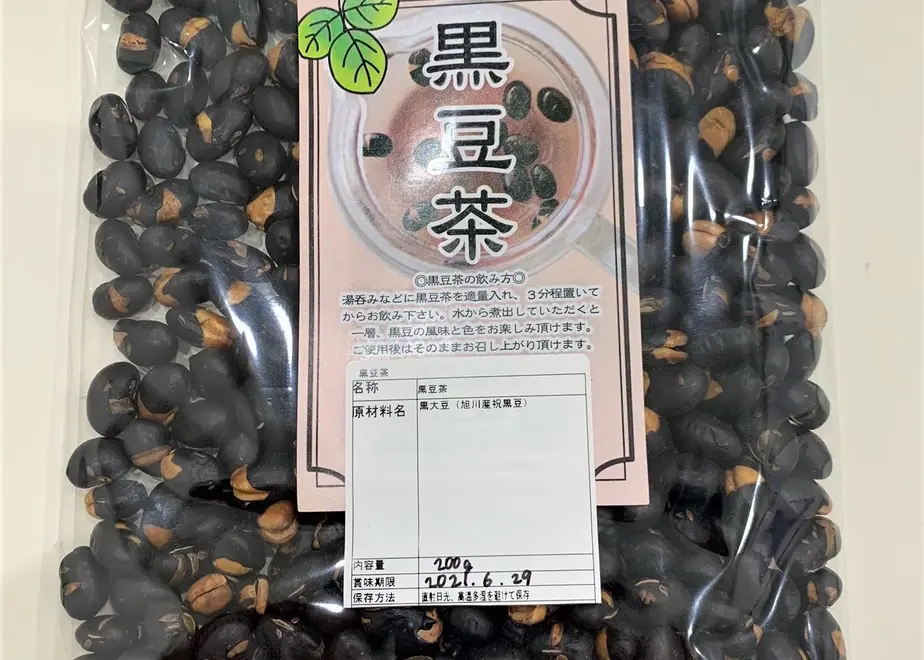 黒豆茶
◎黒豆茶の飲み方◎
湯呑みなどに黒豆茶を適量入れ、3分程置いて
からお飲み下さい。水から煮出していただくと
一層、黒豆の風味と色をお楽しみ頂けます。
ご使用後はそのままお召し上がり頂けます。
黒豆茶
名称 黒豆茶
原材料名 黒大豆（旭川産祝黒豆）
内容量 200g
賞味期限 2021.6.29
保存方法 直射日光、高温多湿を避けて保存